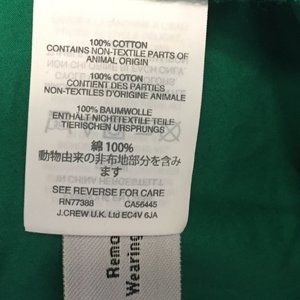 100% COTTON
CONTAINS NON-TEXTILE PARTS OF
ANIMAL ORIGIN
100% COTON
CONTIENT DES PARTIES
NON-TEXTILES D'ORIGINE ANIMALE
100% BAUMWOLLE
ENTHÄLT NICHTTEXTILE TEILE
TIERISCHEN URSPRUNGS
綿 100%
動物由来の非布地部分を含み
ます
SEE REVERSE FOR CARE
RN77388 CA56445
J.CREW U.K. Ltd EC4V 6JA
Remo
Wearing